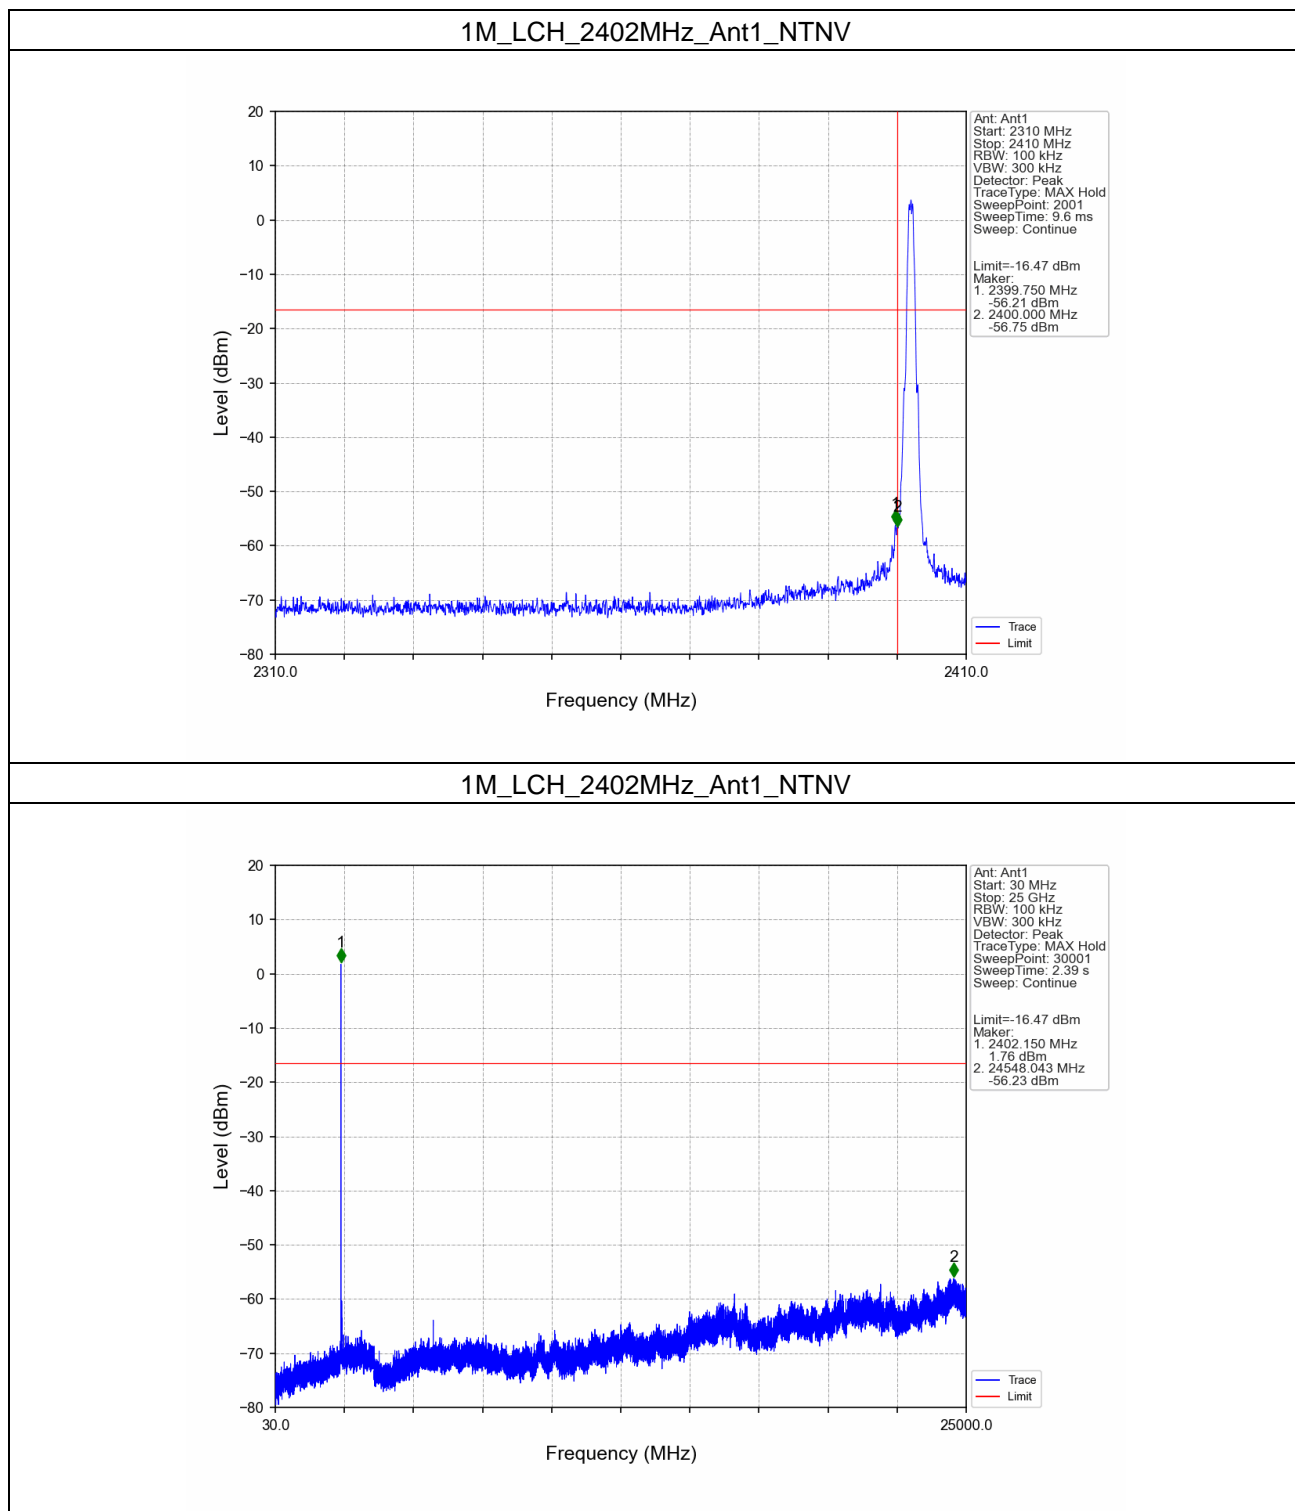 1M_LCH_2402MHz_Ant1_NTNV
20
10
0
−10
−20
−30
−40
−50
−60
−70
−80
Level (dBm)
2310.0
2410.0
Frequency (MHz)
1
2
Ant: Ant1
Start: 2310 MHz
Stop: 2410 MHz
RBW: 100 kHz
VBW: 300 kHz
Detector: Peak
TraceType: MAX Hold
SweepPoint: 2001
SweepTime: 9.6 ms
Sweep: Continue
Limit=-16.47 dBm
Maker:
1. 2399.750 MHz
-56.21 dBm
2. 2400.000 MHz
-56.75 dBm
Trace
Limit
1M_LCH_2402MHz_Ant1_NTNV
20
10
0
−10
−20
−30
−40
−50
−60
−70
−80
Level (dBm)
30.0
25000.0
Frequency (MHz)
1
2
Ant: Ant1
Start: 30 MHz
Stop: 25 GHz
RBW: 100 kHz
VBW: 300 kHz
Detector: Peak
TraceType: MAX Hold
SweepPoint: 30001
SweepTime: 2.39 s
Sweep: Continue
Limit=-16.47 dBm
Maker:
1. 2402.150 MHz
1.76 dBm
2. 24548.043 MHz
-56.23 dBm
Trace
Limit